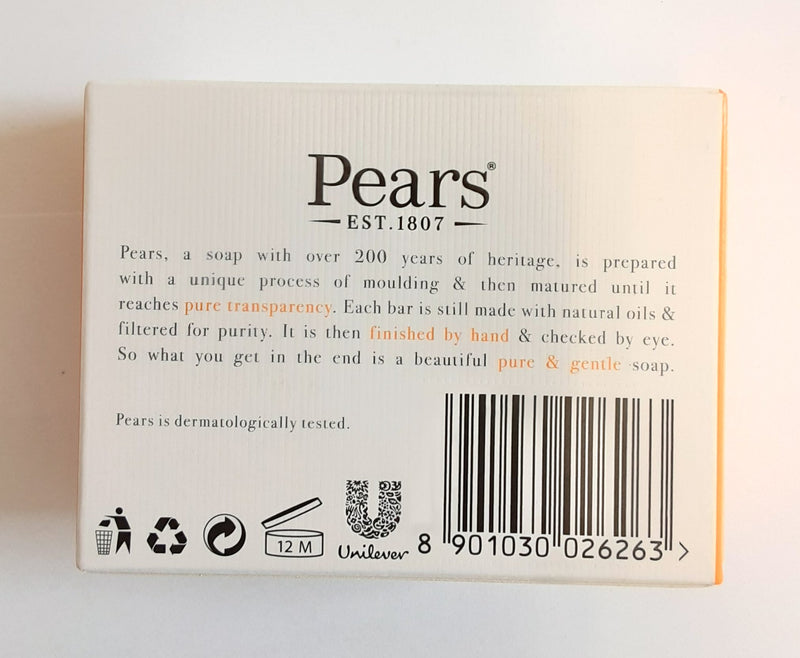 Pears®
EST.1807
Pears, a soap with over 200 years of heritage, is prepared
with a unique process of moulding & then matured until it
reaches pure transparency. Each bar is still made with natural oils &
filtered for purity. It is then finished by hand & checked by eye.
So what you get in the end is a beautiful pure & gentle soap.
Pears is dermatologically tested.
12 M
Unilever
8 901030 026263 >